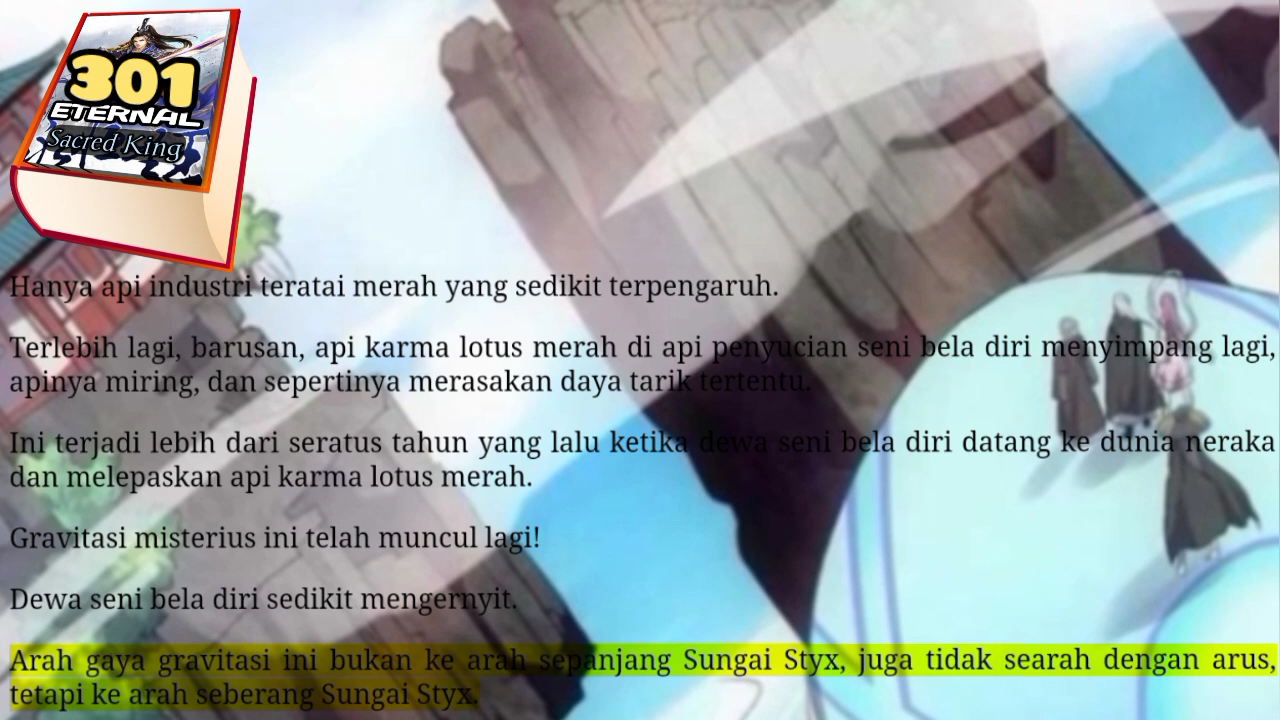 301
ETERNAL
Sacred King
Hanya api industri teratai merah yang sedikit terpengaruh.
Terlebih lagi, barusan, api karma lotus merah di api penyucian seni bela diri menyimpang lagi,
apinya miring, dan sepertinya merasakan daya tarik tertentu.
Ini terjadi lebih dari seratus tahun yang lalu ketika dewa seni bela diri datang ke dunia neraka
dan melepaskan api karma lotus merah.
Gravitasi misterius ini telah muncul lagi!
Dewa seni bela diri sedikit mengernyit.
Arah gaya gravitasi ini bukan ke arah sepanjang Sungai Styx, juga tidak searah dengan arus,
tetapi ke arah seberang Sungai Styx.